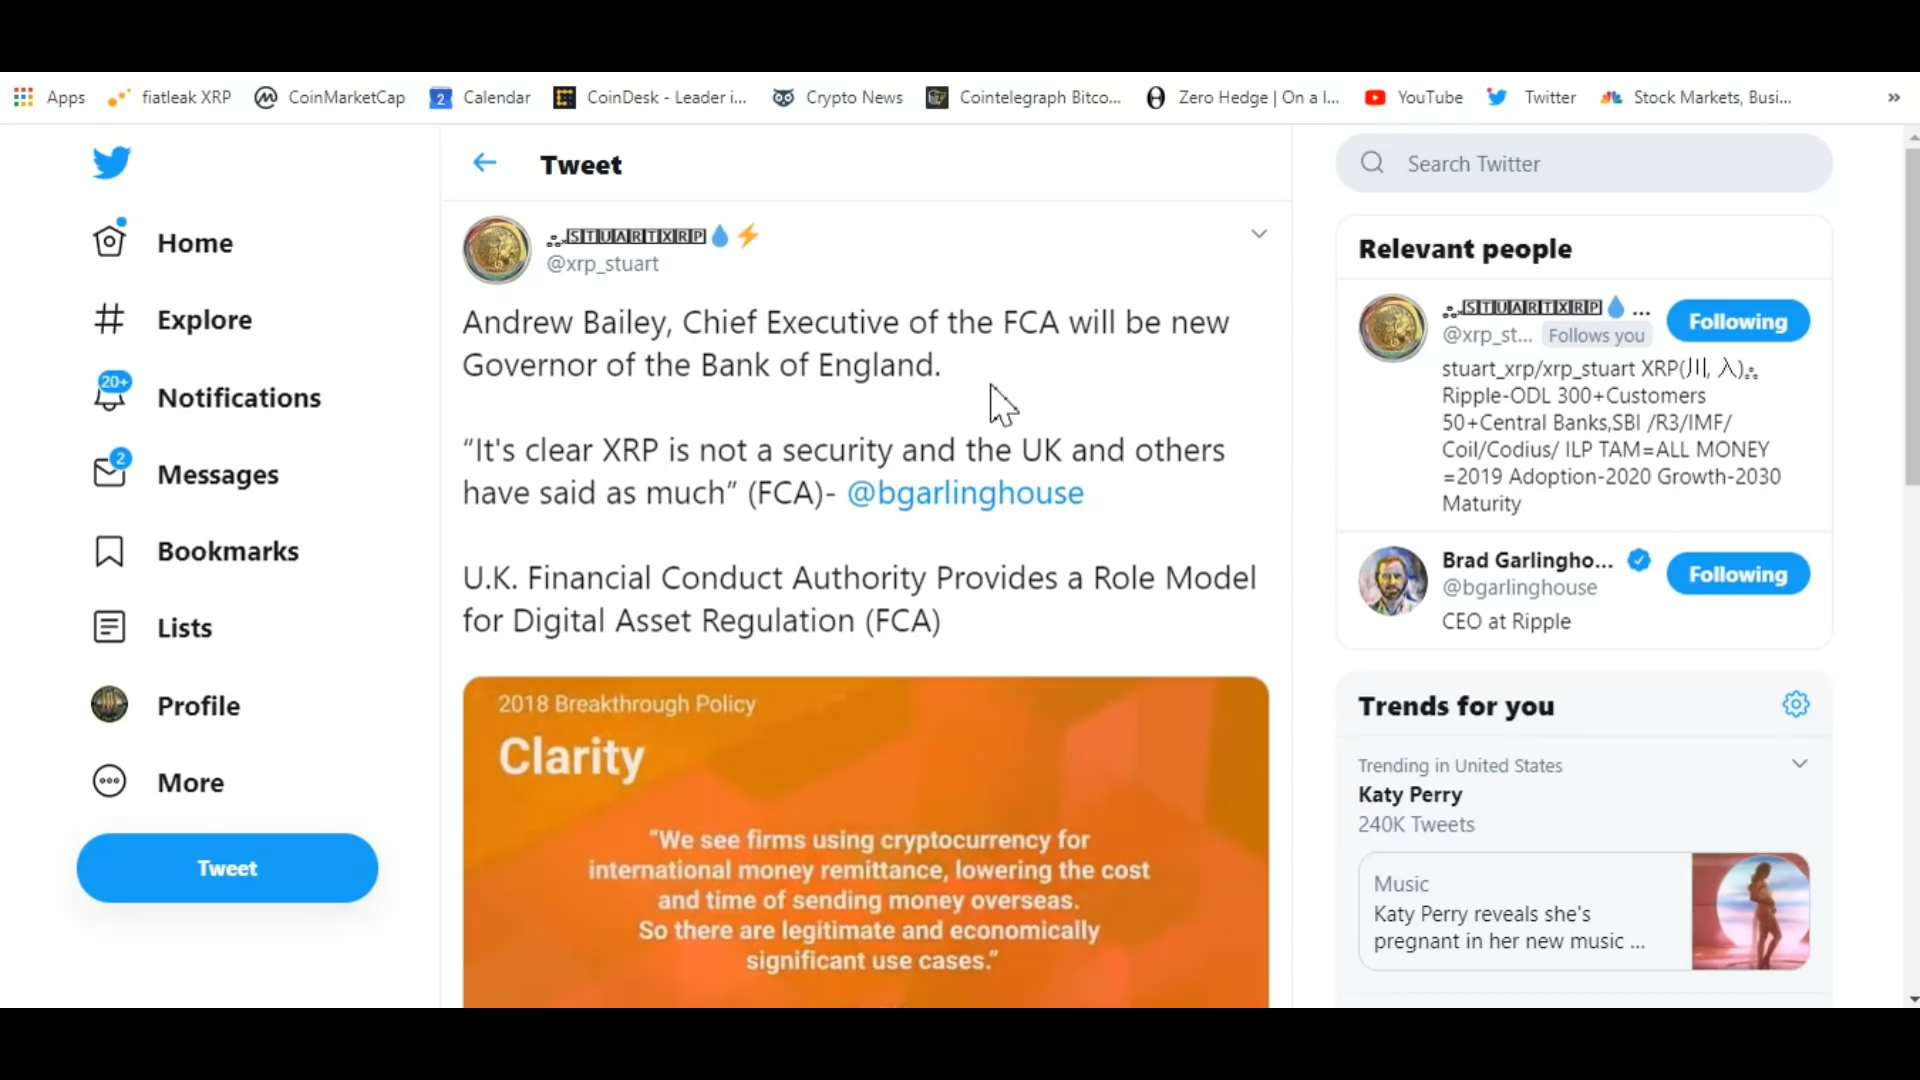 Apps
fiatleak XRP
CoinMarketCap
2
Calendar
CoinDesk - Leader i...
Crypto News
Cointelegraph Bitco...
Zero Hedge | On a l...
YouTube
Twitter
Stock Markets, Busi...
»
Home
Explore
20+
Notifications
2
Messages
Bookmarks
Lists
Profile
More
Tweet
Tweet
STUARTXRP💧⚡
@xrp_stuart
Andrew Bailey, Chief Executive of the FCA will be new
Governor of the Bank of England.
“It's clear XRP is not a security and the UK and others
have said as much” (FCA)- @bgarlinghouse
U.K. Financial Conduct Authority Provides a Role Model
for Digital Asset Regulation (FCA)
2018 Breakthrough Policy
Clarity
“We see firms using cryptocurrency for
international money remittance, lowering the cost
and time of sending money overseas.
So there are legitimate and economically
significant use cases.”
Search Twitter
Relevant people
STUARTXRP💧 ...
@xrp_st... Follows you
Following
stuart_xrp/xrp_stuart XRP(川, 入)
Ripple-ODL 300+Customers
50+Central Banks,SBI /R3/IMF/
Coil/Codius/ ILP TAM=ALL MONEY
=2019 Adoption-2020 Growth-2030
Maturity
Brad Garlingho...
@bgarlinghouse
Following
CEO at Ripple
Trends for you
Trending in United States
Katy Perry
240K Tweets
Music
Katy Perry reveals she's
pregnant in her new music ...